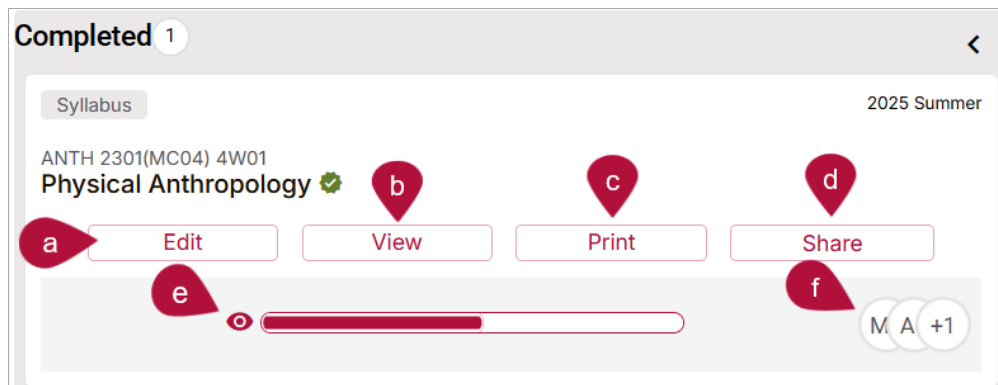 Completed 1
Syllabus
2025 Summer
ANTH 2301(MC04) 4W01
Physical Anthropology
b
c
d
a
Edit
View
Print
Share
e
f
M A +1